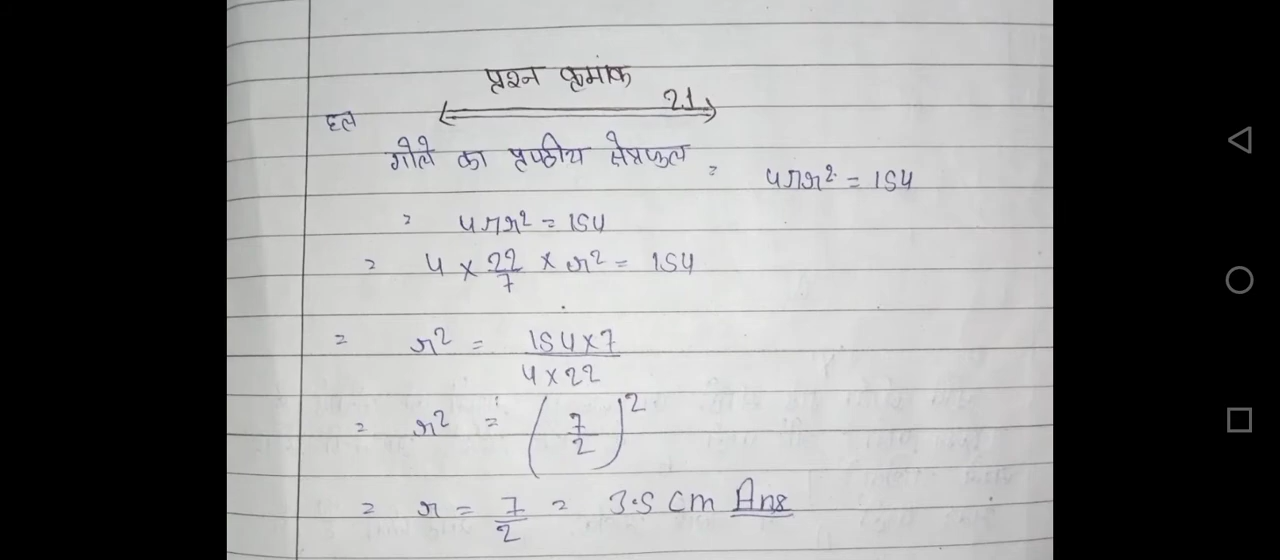 प्रश्न क्रमांक
21
हल
गोले का पृष्ठीय क्षेत्रफल = 4πr² = 154
= 4πr² = 154
= 4 × 22/7 × r² = 154
= r² = 154×7/4×22
= r² = (7/2)²
= r = 7/2 = 3.5 cm Ans